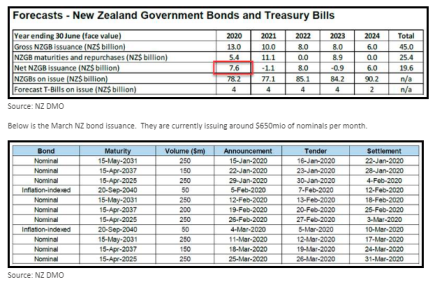 Forecasts - New Zealand Government Bonds and Treasury Bills
Year ending 30 June (face value) 2020 2021 2022 2023 2024 Total
Gross NZGB issuance (NZ$ billion) 13.0 10.0 8.0 8.0 6.0 45.0
NZGB maturities and repurchases (NZ$ billion) 5.4 11.1 0.0 8.9 0.0 25.4
Net NZGB issuance (NZ$ billion) 7.6 -1.1 8.0 -0.9 6.0 19.6
NZGBs on issue (NZ$ billion) 78.2 77.1 85.1 84.2 90.2 n/a
Forecast T-Bills on issue (NZ$ billion) 4 4 4 4 2 n/a
Source: NZ DMO
Below is the March NZ bond issuance. They are currently issuing around $650mio of nominals per month.
Bond Maturity Volume ($m) Announcement Tender Settlement
Nominal 15-May-2031 250 15-Jan-2020 16-Jan-2020 22-Jan-2020
Nominal 15-Apr-2037 150 22-Jan-2020 23-Jan-2020 28-Jan-2020
Nominal 15-Apr-2025 250 29-Jan-2020 30-Jan-2020 4-Feb-2020
Inflation-indexed 20-Sep-2040 50 5-Feb-2020 7-Feb-2020 12-Feb-2020
Nominal 15-May-2031 250 12-Feb-2020 13-Feb-2020 18-Feb-2020
Nominal 15-Apr-2037 200 19-Feb-2020 20-Feb-2020 25-Feb-2020
Nominal 15-Apr-2025 250 26-Feb-2020 27-Feb-2020 3-Mar-2020
Inflation-indexed 20-Sep-2040 50 4-Mar-2020 5-Mar-2020 10-Mar-2020
Nominal 15-May-2031 250 11-Mar-2020 12-Mar-2020 17-Mar-2020
Nominal 15-Apr-2037 150 18-Mar-2020 19-Mar-2020 24-Mar-2020
Nominal 15-Apr-2025 250 25-Mar-2020 26-Mar-2020 31-Mar-2020
Source: NZ DMO